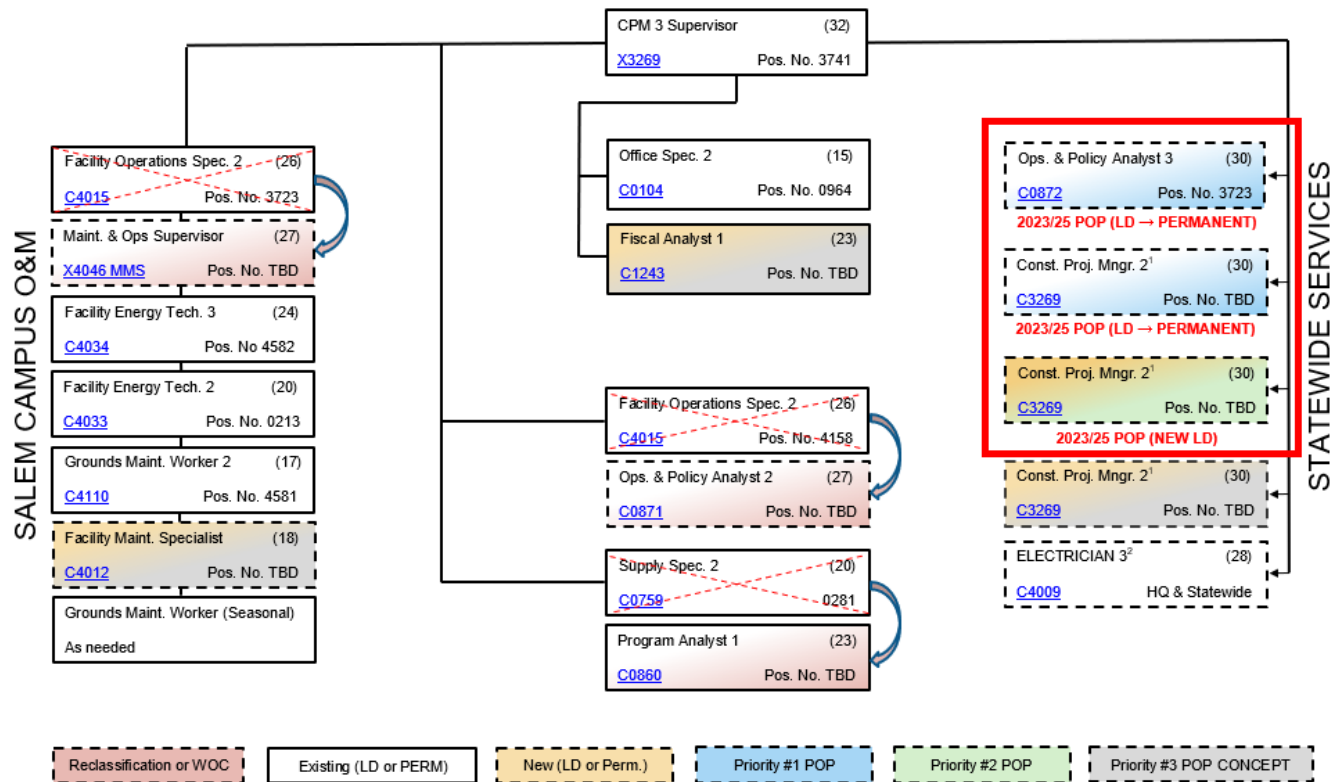 CPM 3 Supervisor (32)
X3269 Pos. No. 3741
SALEM CAMPUS O&M
Facility Operations Spec. 2 (26)
C4015 Pos. No. 3723
Maint. & Ops Supervisor (27)
X4046 MMS Pos. No. TBD
Facility Energy Tech. 3 (24)
C4034 Pos. No 4582
Facility Energy Tech. 2 (20)
C4033 Pos. No. 0213
Grounds Maint. Worker 2 (17)
C4110 Pos. No. 4581
Facility Maint. Specialist (18)
C4012 Pos. No. TBD
Grounds Maint. Worker (Seasonal)
As needed
Office Spec. 2 (15)
C0104 Pos. No. 0964
Fiscal Analyst 1 (23)
C1243 Pos. No. TBD
Facility Operations Spec. 2 (26)
C4015 Pos. No. 4158
Ops. & Policy Analyst 2 (27)
C0871 Pos. No. TBD
Supply Spec. 2 (20)
C0759 0281
Program Analyst 1 (23)
C0860 Pos. No. TBD
STATEWIDE SERVICES
Ops. & Policy Analyst 3 (30)
C0872 Pos. No. 3723
2023/25 POP (LD → PERMANENT)
Const. Proj. Mngr. 2¹ (30)
C3269 Pos. No. TBD
2023/25 POP (LD → PERMANENT)
Const. Proj. Mngr. 2¹ (30)
C3269 Pos. No. TBD
2023/25 POP (NEW LD)
Const. Proj. Mngr. 2¹ (30)
C3269 Pos. No. TBD
ELECTRICIAN 3² (28)
C4009 HQ & Statewide
Reclassification or WOC
Existing (LD or PERM)
New (LD or Perm.)
Priority #1 POP
Priority #2 POP
Priority #3 POP CONCEPT